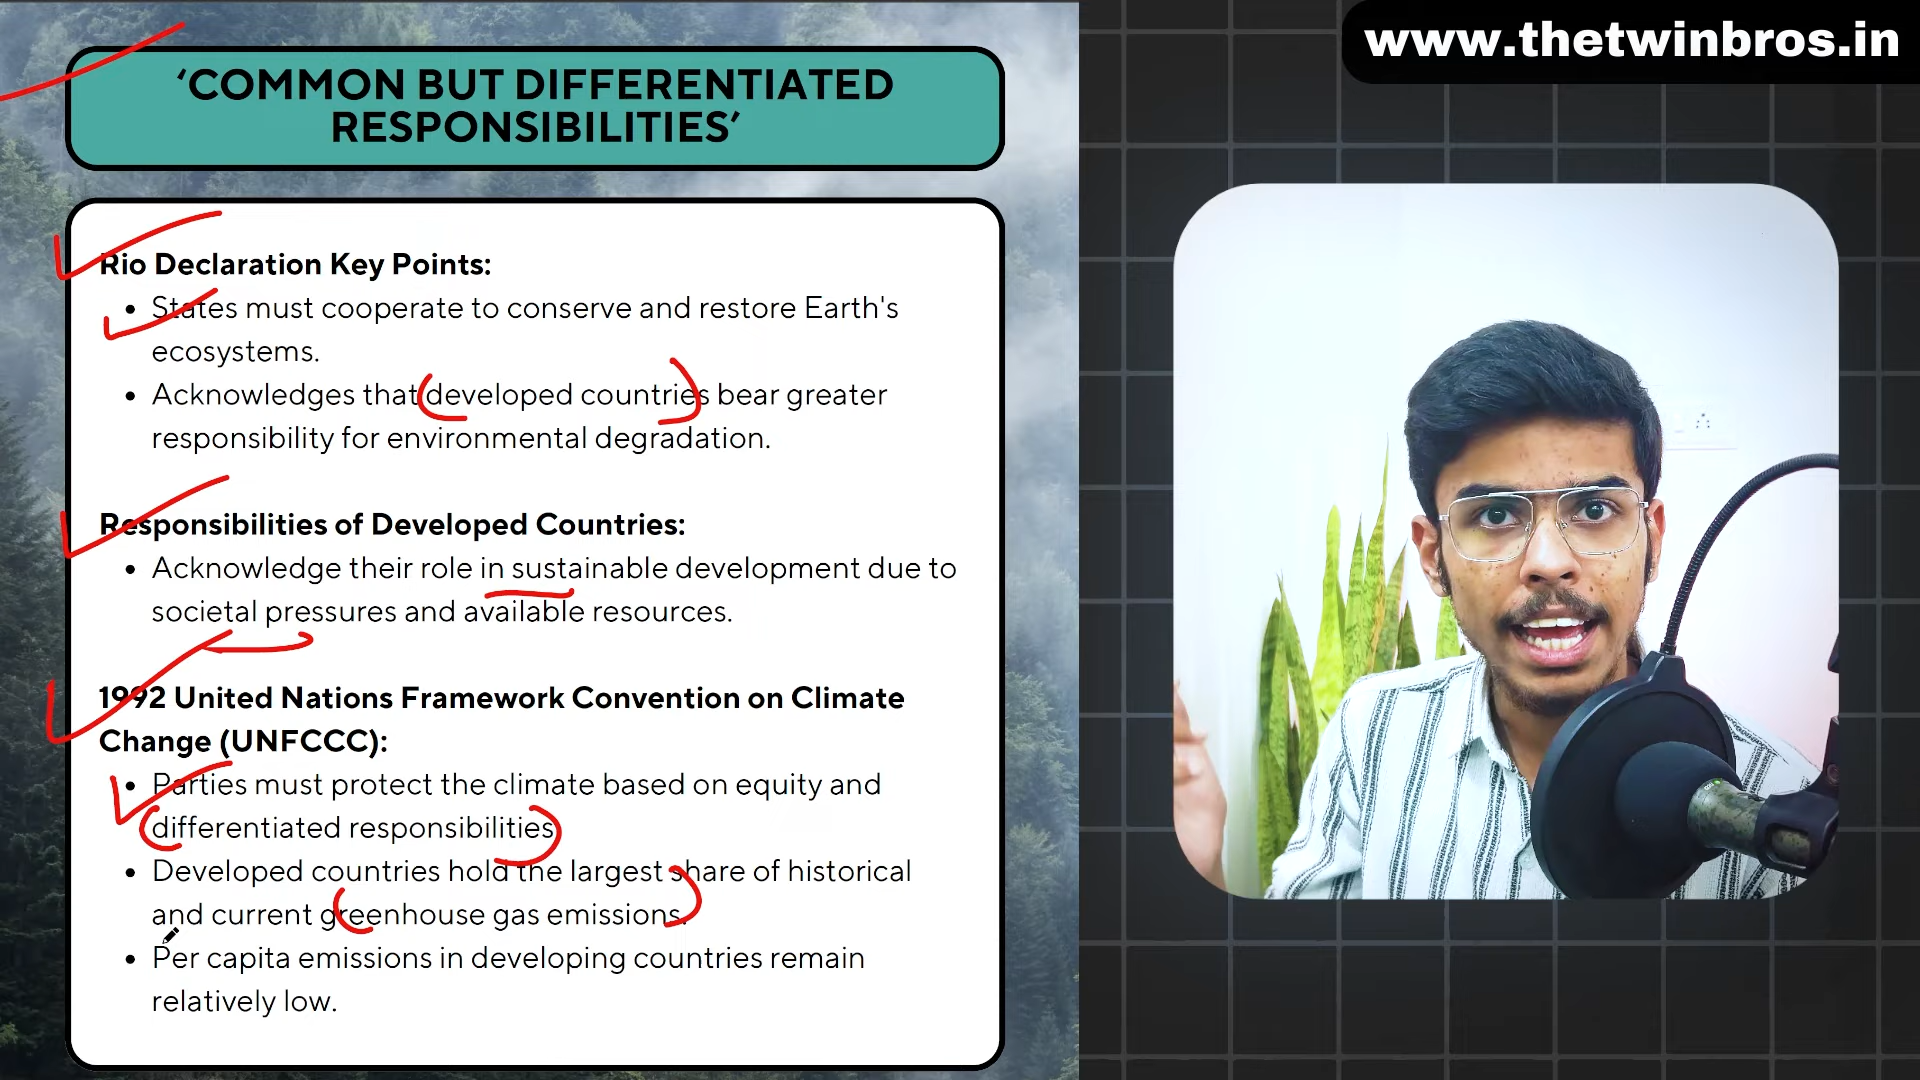 www.thetwinbros.in
‘COMMON BUT DIFFERENTIATED
RESPONSIBILITIES’
Rio Declaration Key Points:
• States must cooperate to conserve and restore Earth's
ecosystems.
• Acknowledges that developed countries bear greater
responsibility for environmental degradation.
Responsibilities of Developed Countries:
• Acknowledge their role in sustainable development due to
societal pressures and available resources.
1992 United Nations Framework Convention on Climate
Change (UNFCCC):
• Parties must protect the climate based on equity and
differentiated responsibilities
• Developed countries hold the largest share of historical
and current greenhouse gas emissions.
• Per capita emissions in developing countries remain
relatively low.